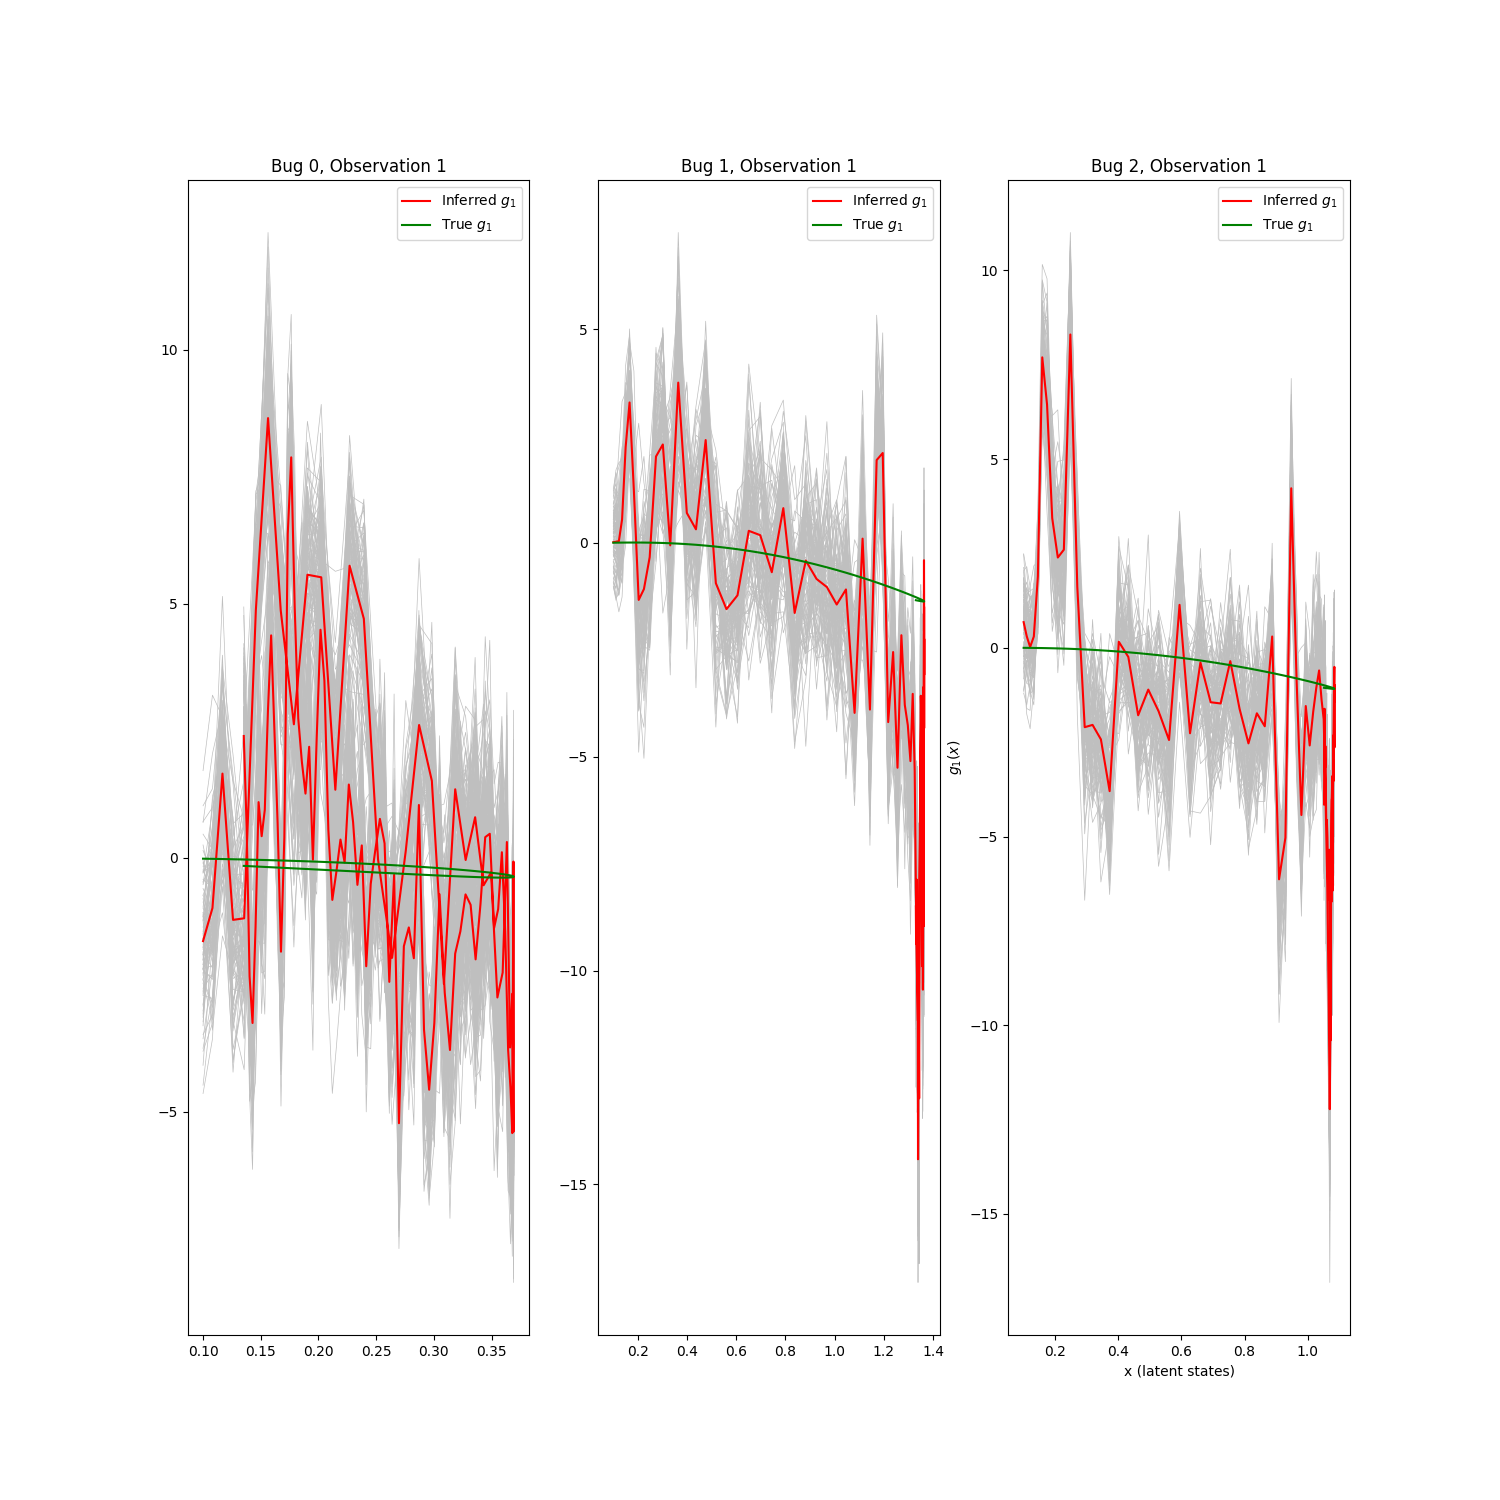 Bug 0, Observation 1
Inferred g₁
True g₁
10
5
0
−5
0.10 0.15 0.20 0.25 0.30 0.35
Bug 1, Observation 1
Inferred g₁
True g₁
5
0
−5
−10
−15
0.2 0.4 0.6 0.8 1.0 1.2 1.4
Bug 2, Observation 1
Inferred g₁
True g₁
g₁(x)
10
5
0
−5
−10
−15
0.2 0.4 0.6 0.8 1.0
x (latent states)